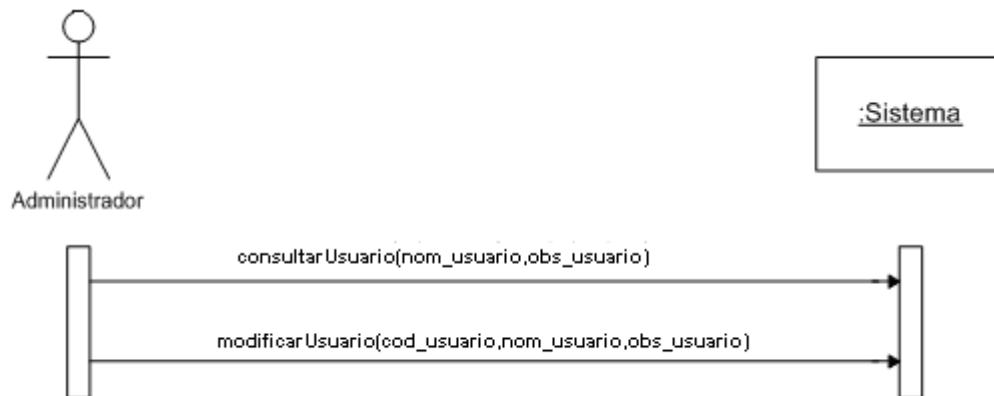 :Sistema
Administrador
consultarUsuario(nom_usuario,obs_usuario)
modificarUsuario(cod_usuario,nom_usuario,obs_usuario)